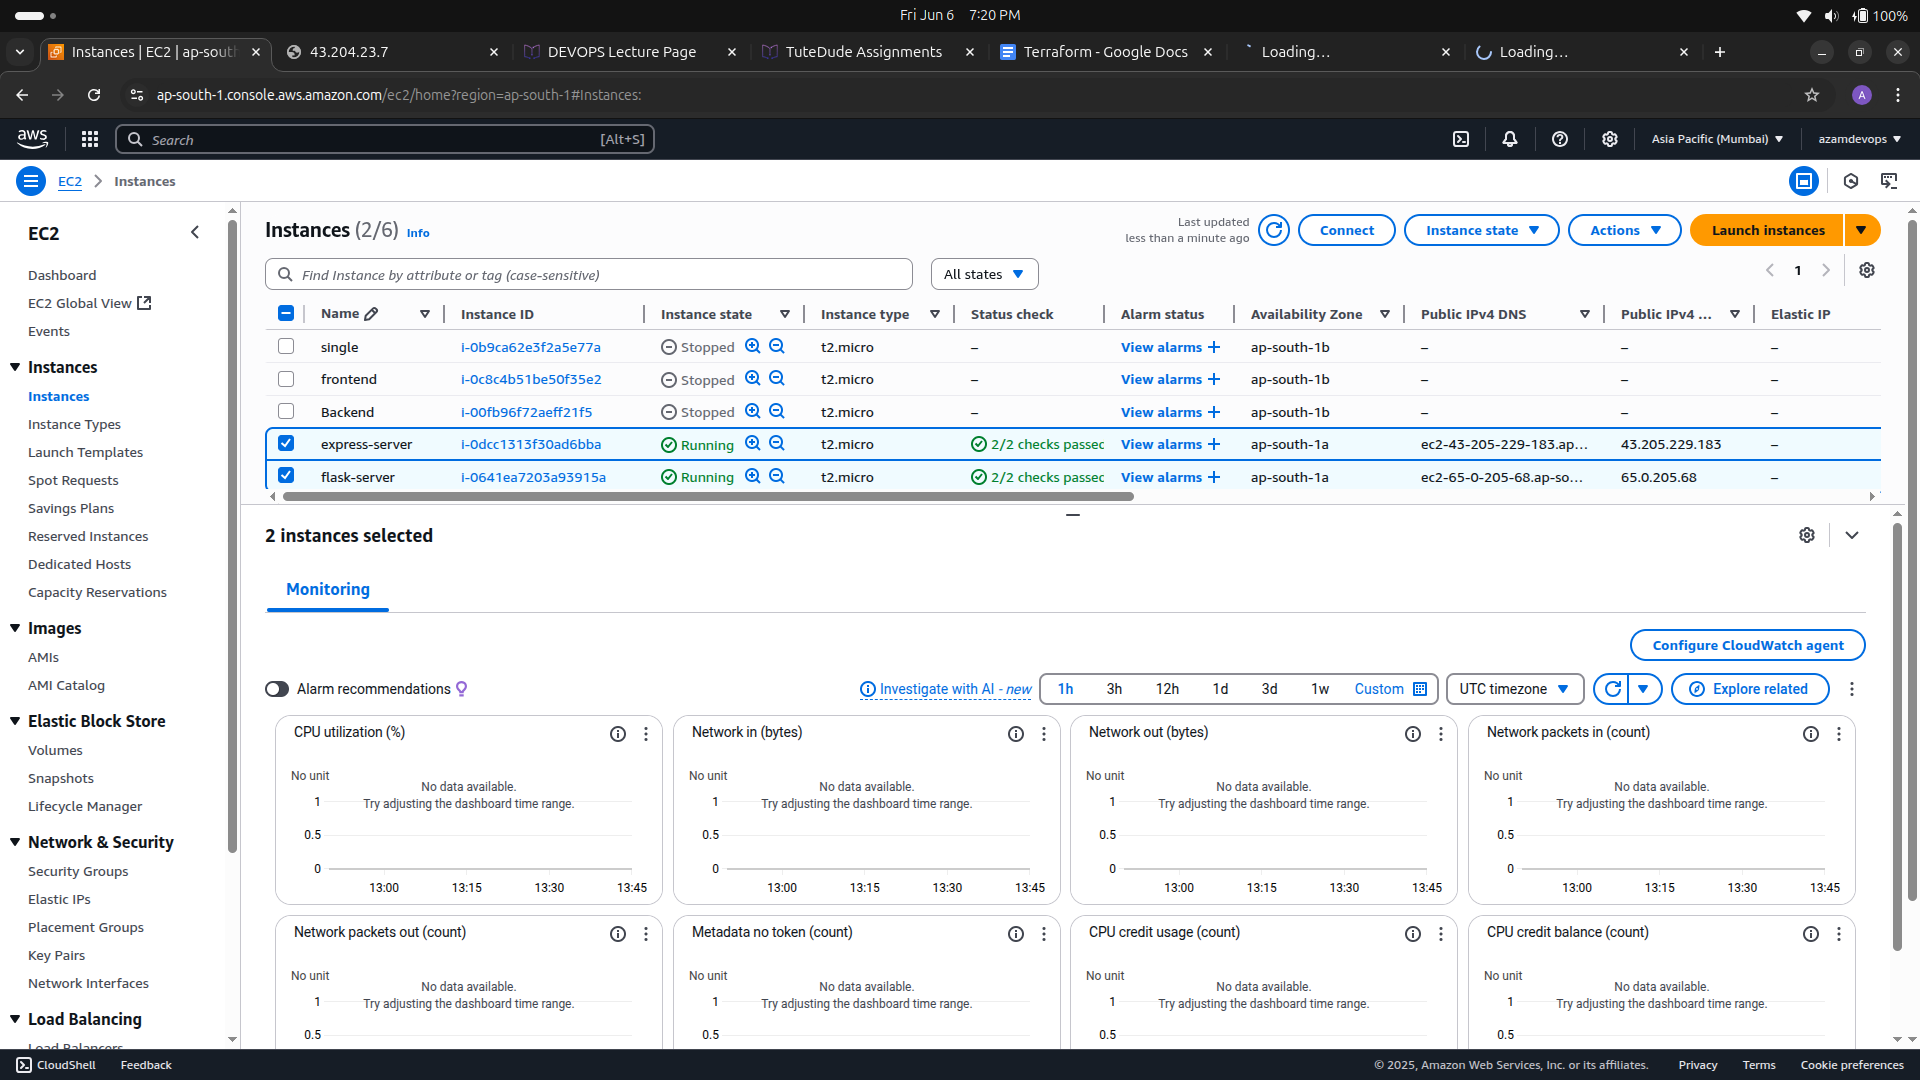 Fri Jun 6 7:20 PM
100%
Instances | EC2 | ap-sout
43.204.23.7
DEVOPS Lecture Page
TuteDude Assignments
Terraform - Google Docs
Loading…
Loading…
ap-south-1.console.aws.amazon.com/ec2/home?region=ap-south-1#Instances:
A
aws
Search
[Alt+S]
Asia Pacific (Mumbai)
azamdevops
EC2
Instances
EC2
Dashboard
EC2 Global View
Events
Instances
Instances
Instance Types
Launch Templates
Spot Requests
Savings Plans
Reserved Instances
Dedicated Hosts
Capacity Reservations
Images
AMIs
AMI Catalog
Elastic Block Store
Volumes
Snapshots
Lifecycle Manager
Network & Security
Security Groups
Elastic IPs
Placement Groups
Key Pairs
Network Interfaces
Load Balancing
Load Balancers
Instances (2/6) Info
Last updated
less than a minute ago
Connect
Instance state
Actions
Launch instances
Find Instance by attribute or tag (case-sensitive)
All states
1
Name Instance ID Instance state Instance type Status check Alarm status Availability Zone Public IPv4 DNS Public IPv4 ... Elastic IP
single i-0b9ca62e3f2a5e77a Stopped t2.micro – View alarms + ap-south-1b – – –
frontend i-0c8c4b51be50f35e2 Stopped t2.micro – View alarms + ap-south-1b – – –
Backend i-00fb96f72aeff21f5 Stopped t2.micro – View alarms + ap-south-1b – – –
express-server i-0dcc1313f30ad6bba Running t2.micro 2/2 checks passec View alarms + ap-south-1a ec2-43-205-229-183.ap... 43.205.229.183 –
flask-server i-0641ea7203a93915a Running t2.micro 2/2 checks passec View alarms + ap-south-1a ec2-65-0-205-68.ap-so... 65.0.205.68 –
2 instances selected
Monitoring
Configure CloudWatch agent
Alarm recommendations
Investigate with AI - new
1h 3h 12h 1d 3d 1w Custom
UTC timezone
Explore related
CPU utilization (%)
No unit
No data available.
Try adjusting the dashboard time range.
1
0.5
0
13:00 13:15 13:30 13:45
Network in (bytes)
No unit
No data available.
Try adjusting the dashboard time range.
1
0.5
0
13:00 13:15 13:30 13:45
Network out (bytes)
No unit
No data available.
Try adjusting the dashboard time range.
1
0.5
0
13:00 13:15 13:30 13:45
Network packets in (count)
No unit
No data available.
Try adjusting the dashboard time range.
1
0.5
0
13:00 13:15 13:30 13:45
Network packets out (count)
No unit
No data available.
Try adjusting the dashboard time range.
1
0.5
Metadata no token (count)
No unit
No data available.
Try adjusting the dashboard time range.
1
0.5
CPU credit usage (count)
No unit
No data available.
Try adjusting the dashboard time range.
1
0.5
CPU credit balance (count)
No unit
No data available.
Try adjusting the dashboard time range.
1
0.5
CloudShell
Feedback
© 2025, Amazon Web Services, Inc. or its affiliates.
Privacy
Terms
Cookie preferences